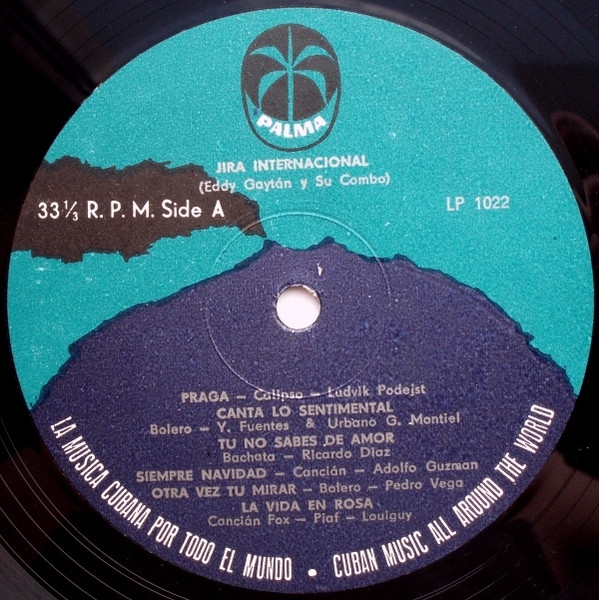 PALMA
JIRA INTERNACIONAL
(Eddy Gaytán y Su Combo)
33 ⅓ R. P. M. Side A
LP 1022
PRAGA — Calipso — Ludvik Podejst
CANTA LO SENTIMENTAL
Bolero — Y. Fuentes & Urbano G. Montiel
TU NO SABES DE AMOR
Bachata — Ricardo Díaz
SIEMPRE NAVIDAD — Canción — Adolfo Guzman
OTRA VEZ TU MIRAR — Bolero — Pedro Vega
LA VIDA EN ROSA
Canción Fox — Piaf — Louiguy
LA MUSICA CUBANA POR TODO EL MUNDO • CUBAN MUSIC ALL AROUND THE WORLD